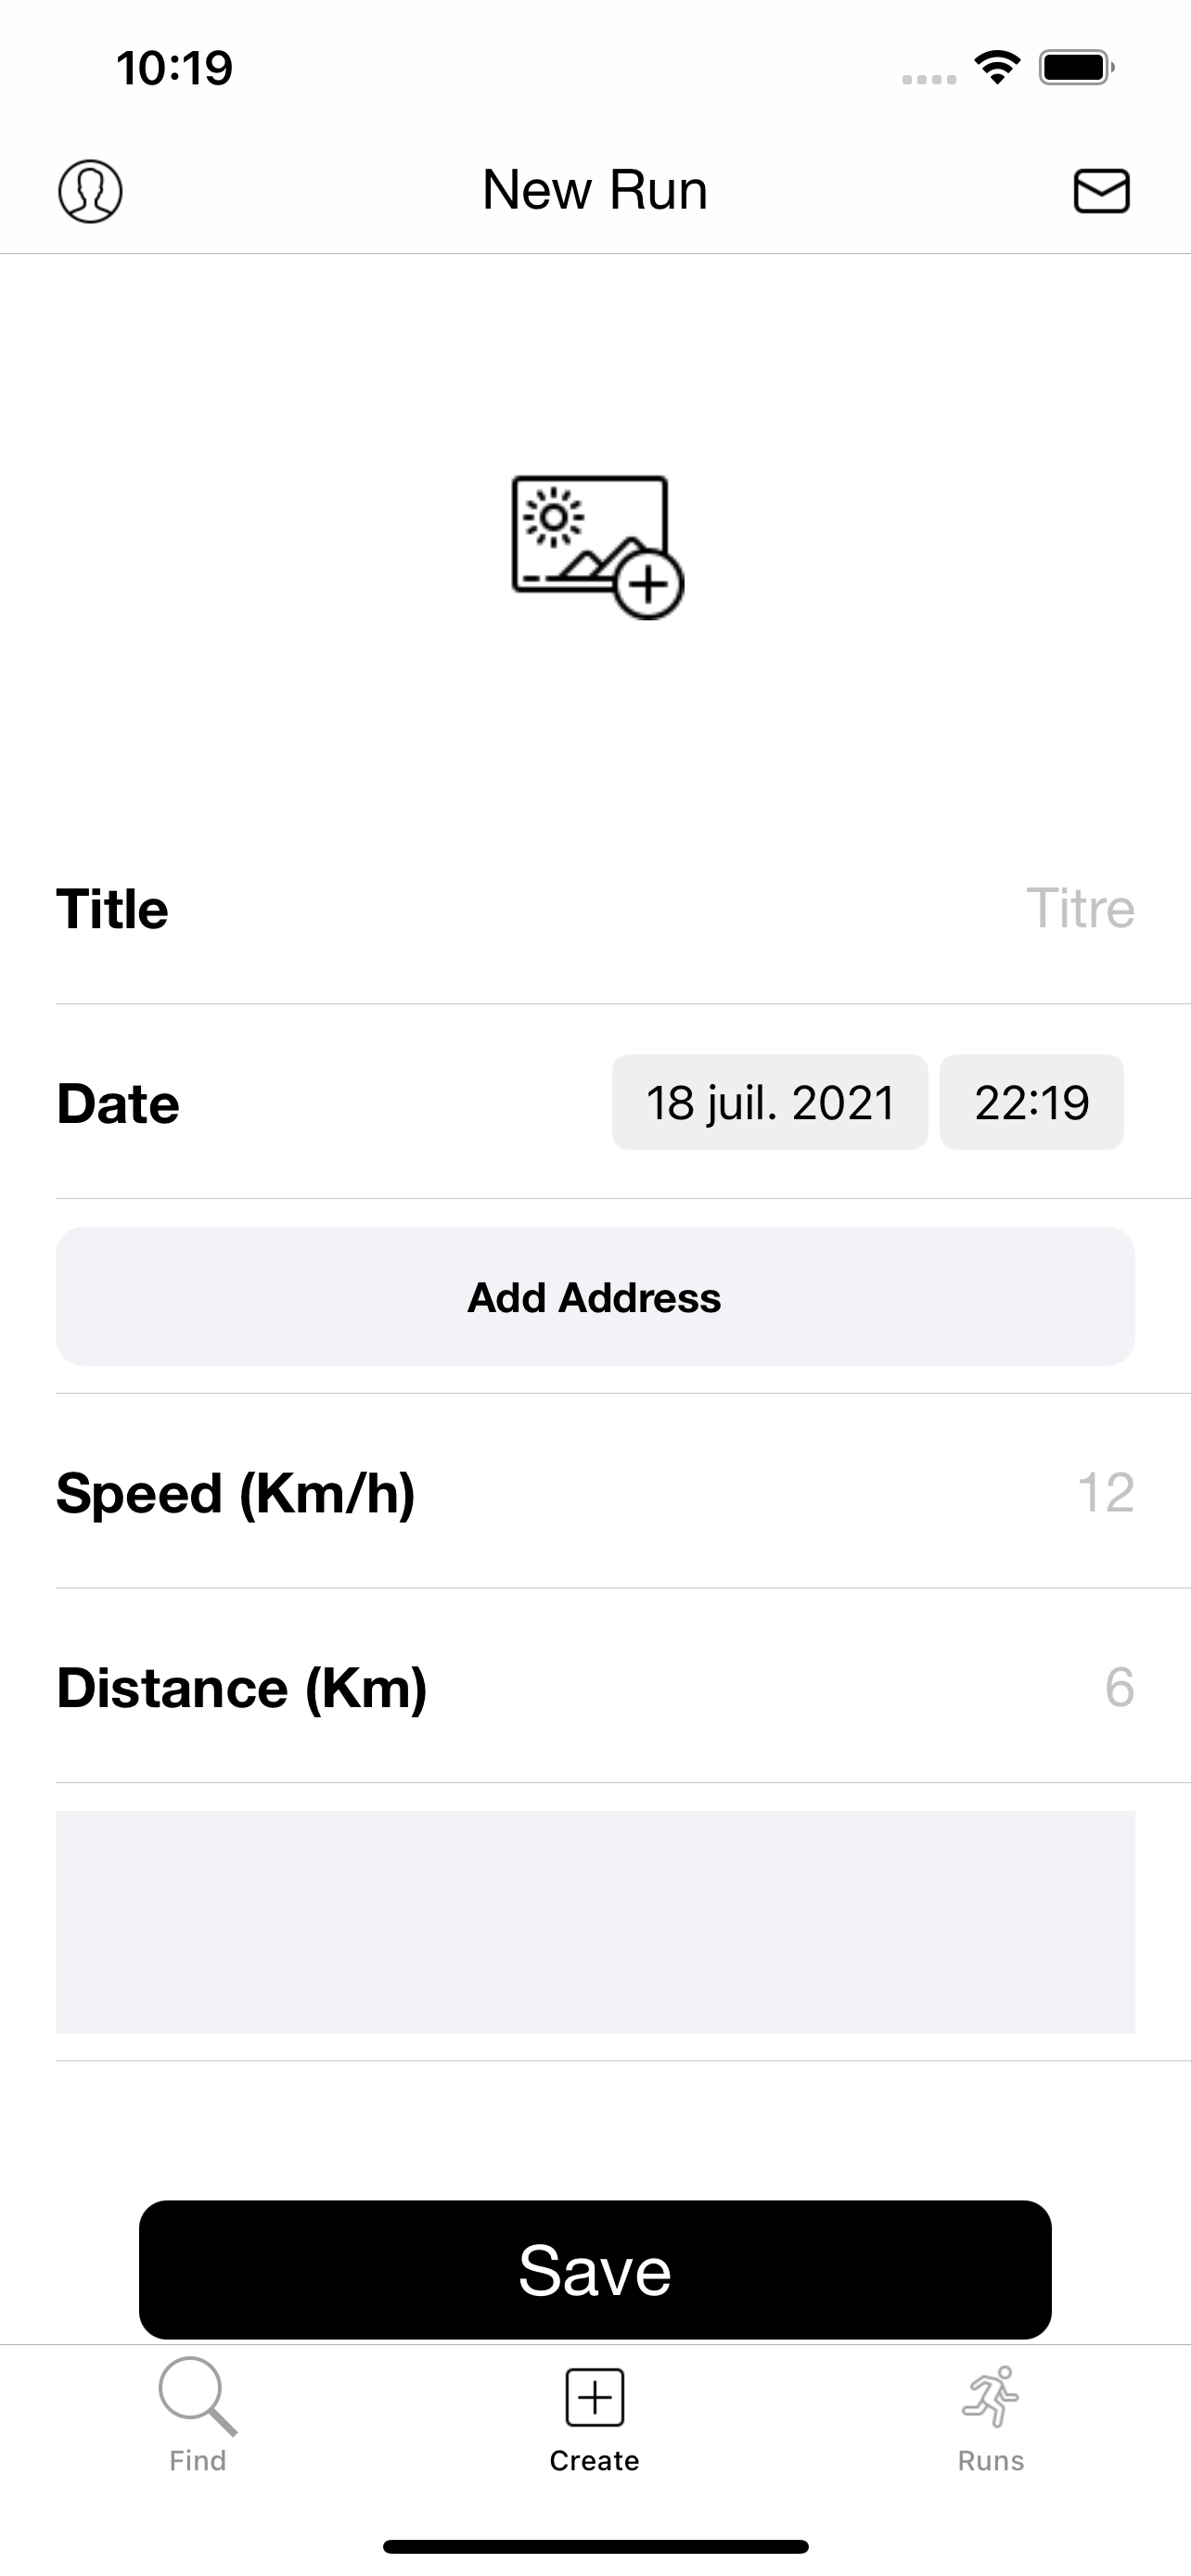 10:19
New Run
Title Titre
Date 18 juil. 2021 22:19
Add Address
Speed (Km/h) 12
Distance (Km) 6
Save
Find Create Runs